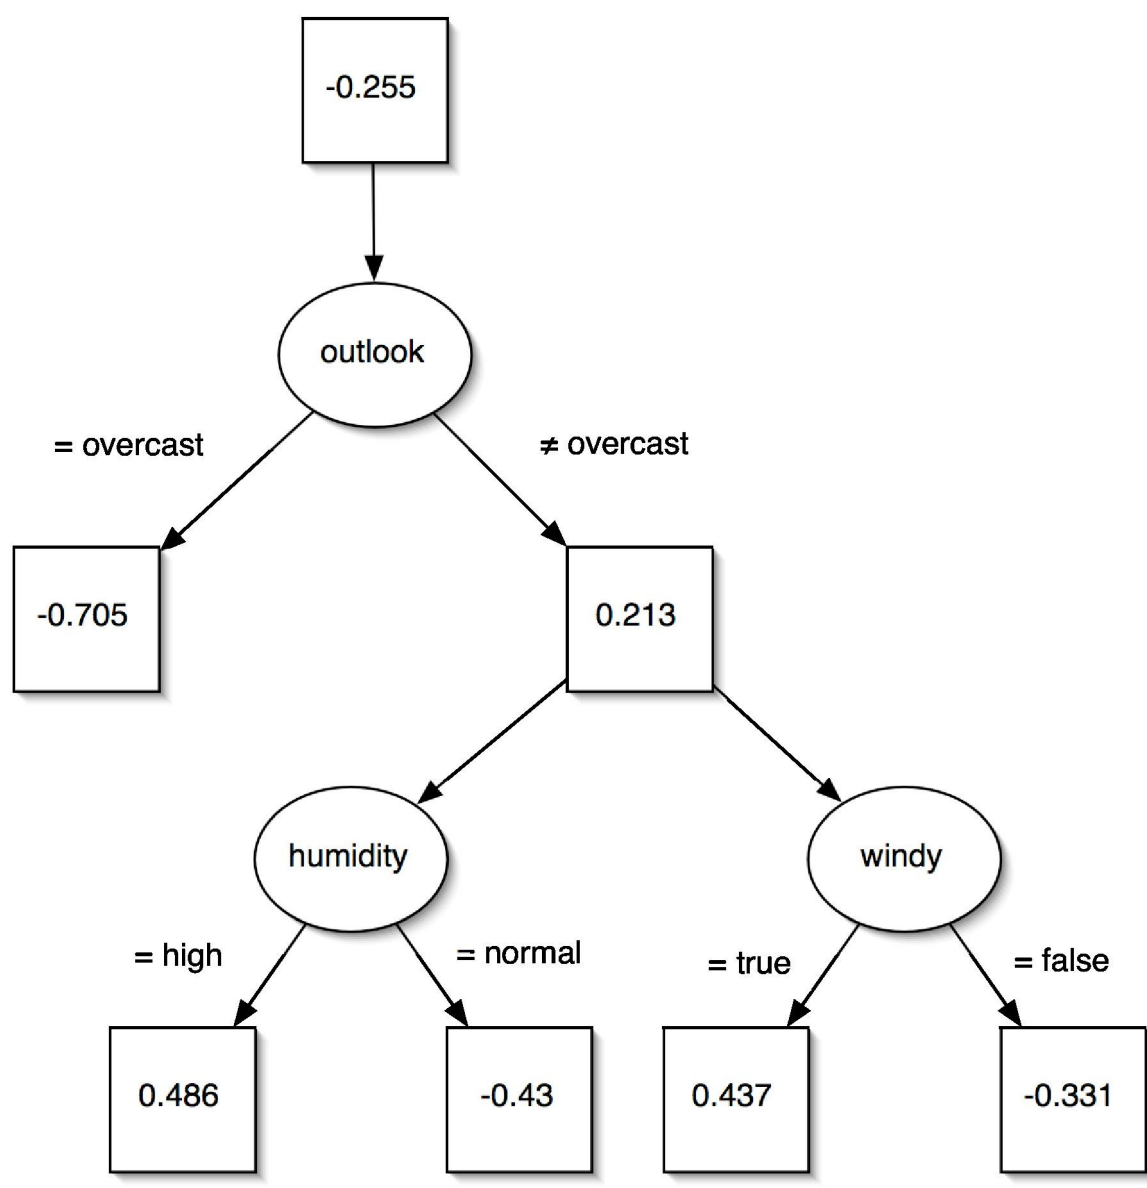 -0.255
outlook
= overcast
≠ overcast
-0.705
0.213
humidity
windy
= high
= normal
= true
= false
0.486
-0.43
0.437
-0.331